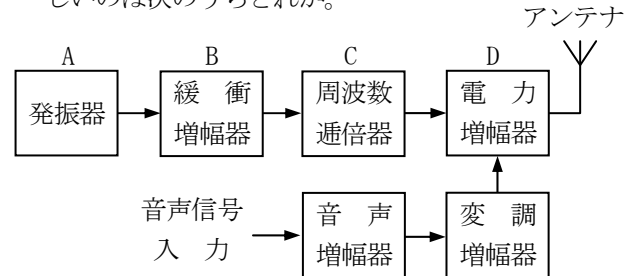 しいのは次のうちどれか。
アンテナ
A B C D
発振器
緩 衝
増幅器
周波数
逓倍器
電 力
増幅器
音声信号
入 力
音 声
増幅器
変 調
増幅器